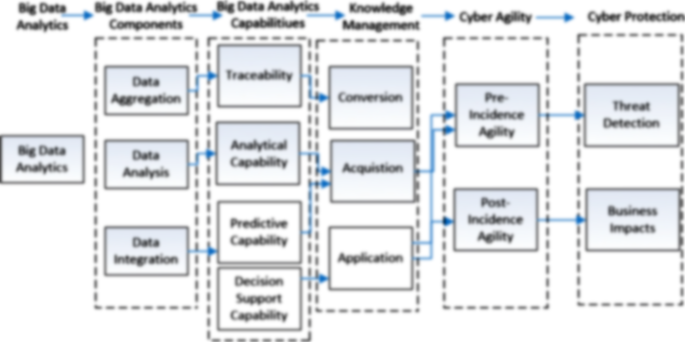 Big Data
Analytics
Big Data Analytics
Components
Big Data Analytics
Capabilitiues
Knowledge
Management
Cyber Agility
Cyber Protection
Big Data
Analytics
Data
Aggregation
Data
Analysis
Data
Integration
Traceability
Analytical
Capability
Predictive
Capability
Decision
Support
Capability
Conversion
Acquistion
Application
Pre-
Incidence
Agility
Post-
Incidence
Agility
Threat
Detection
Business
Impacts